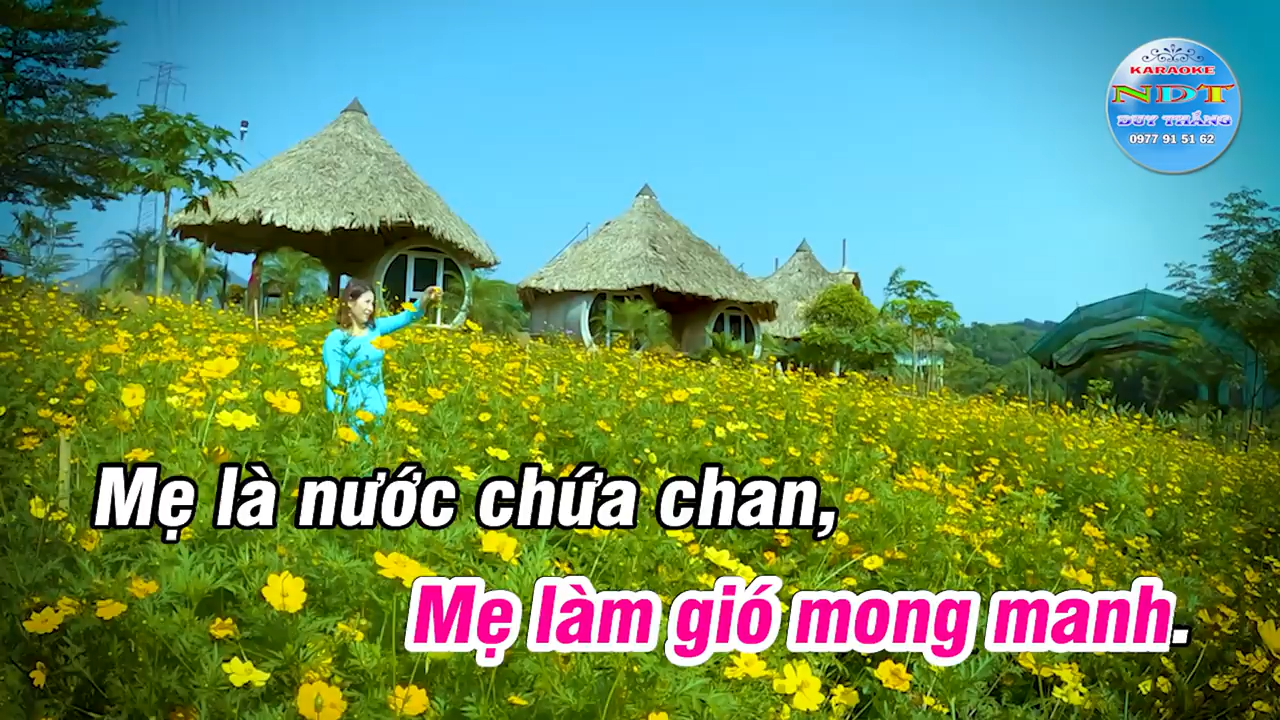 KARAOKE
NDT
DUY THẮNG
0977 91 51 62
Mẹ là nước chứa chan,
Mẹ làm gió mong manh.